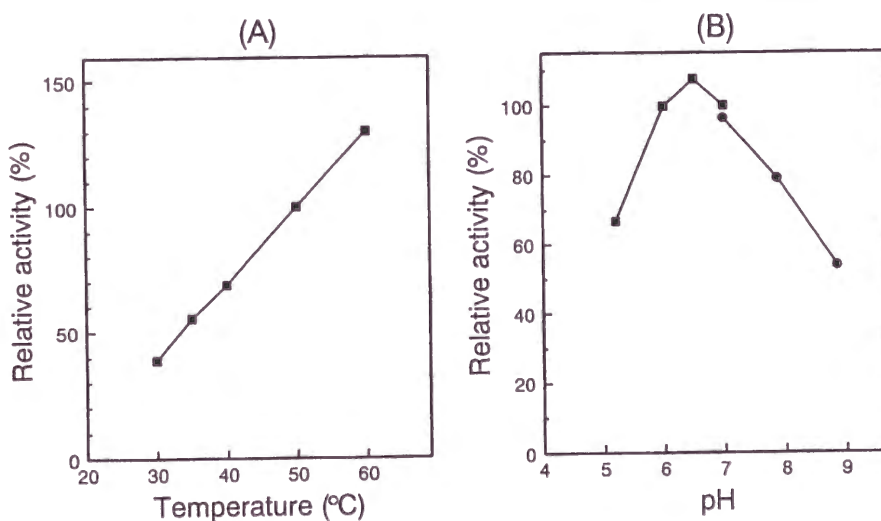 (A)
Relative activity (%)
150
100
50
0
20 30 40 50 60
Temperature (ºC)
(B)
Relative activity (%)
100
80
60
40
20
0
4 5 6 7 8 9
pH